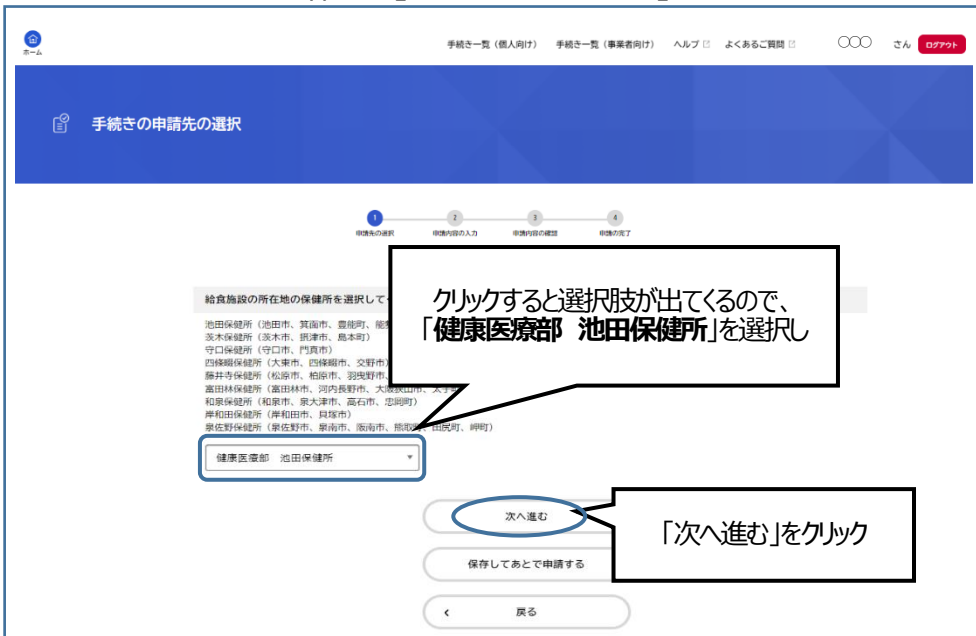 ホーム
手続き一覧（個人向け） 手続き一覧（事業者向け） ヘルプ よくあるご質問 〇〇〇 さん ログアウト
手続きの申請先の選択
1 2 3 4
申請先の選択 申請内容の入力 申請内容の確認 申請の完了
給食施設の所在地の保健所を選択して
クリックすると選択肢が出てくるので、
「健康医療部　池田保健所」を選択し
池田保健所（池田市、箕面市、豊能町、
茨木保健所（茨木市、摂津市、島本町）
守口保健所（守口市、門真市）
四條畷保健所（大東市、四條畷市、交野市）
藤井寺保健所（松原市、柏原市、羽曳野市、
富田林保健所（富田林市、河内長野市、大阪狭山市、
和泉保健所（和泉市、泉大津市、高石市、忠岡町）
岸和田保健所（岸和田市、貝塚市）
泉佐野保健所（泉佐野市、泉南市、阪南市、熊取町、田尻町、岬町）
健康医療部　池田保健所
次へ進む
「次へ進む」をクリック
保存してあとで申請する
戻る